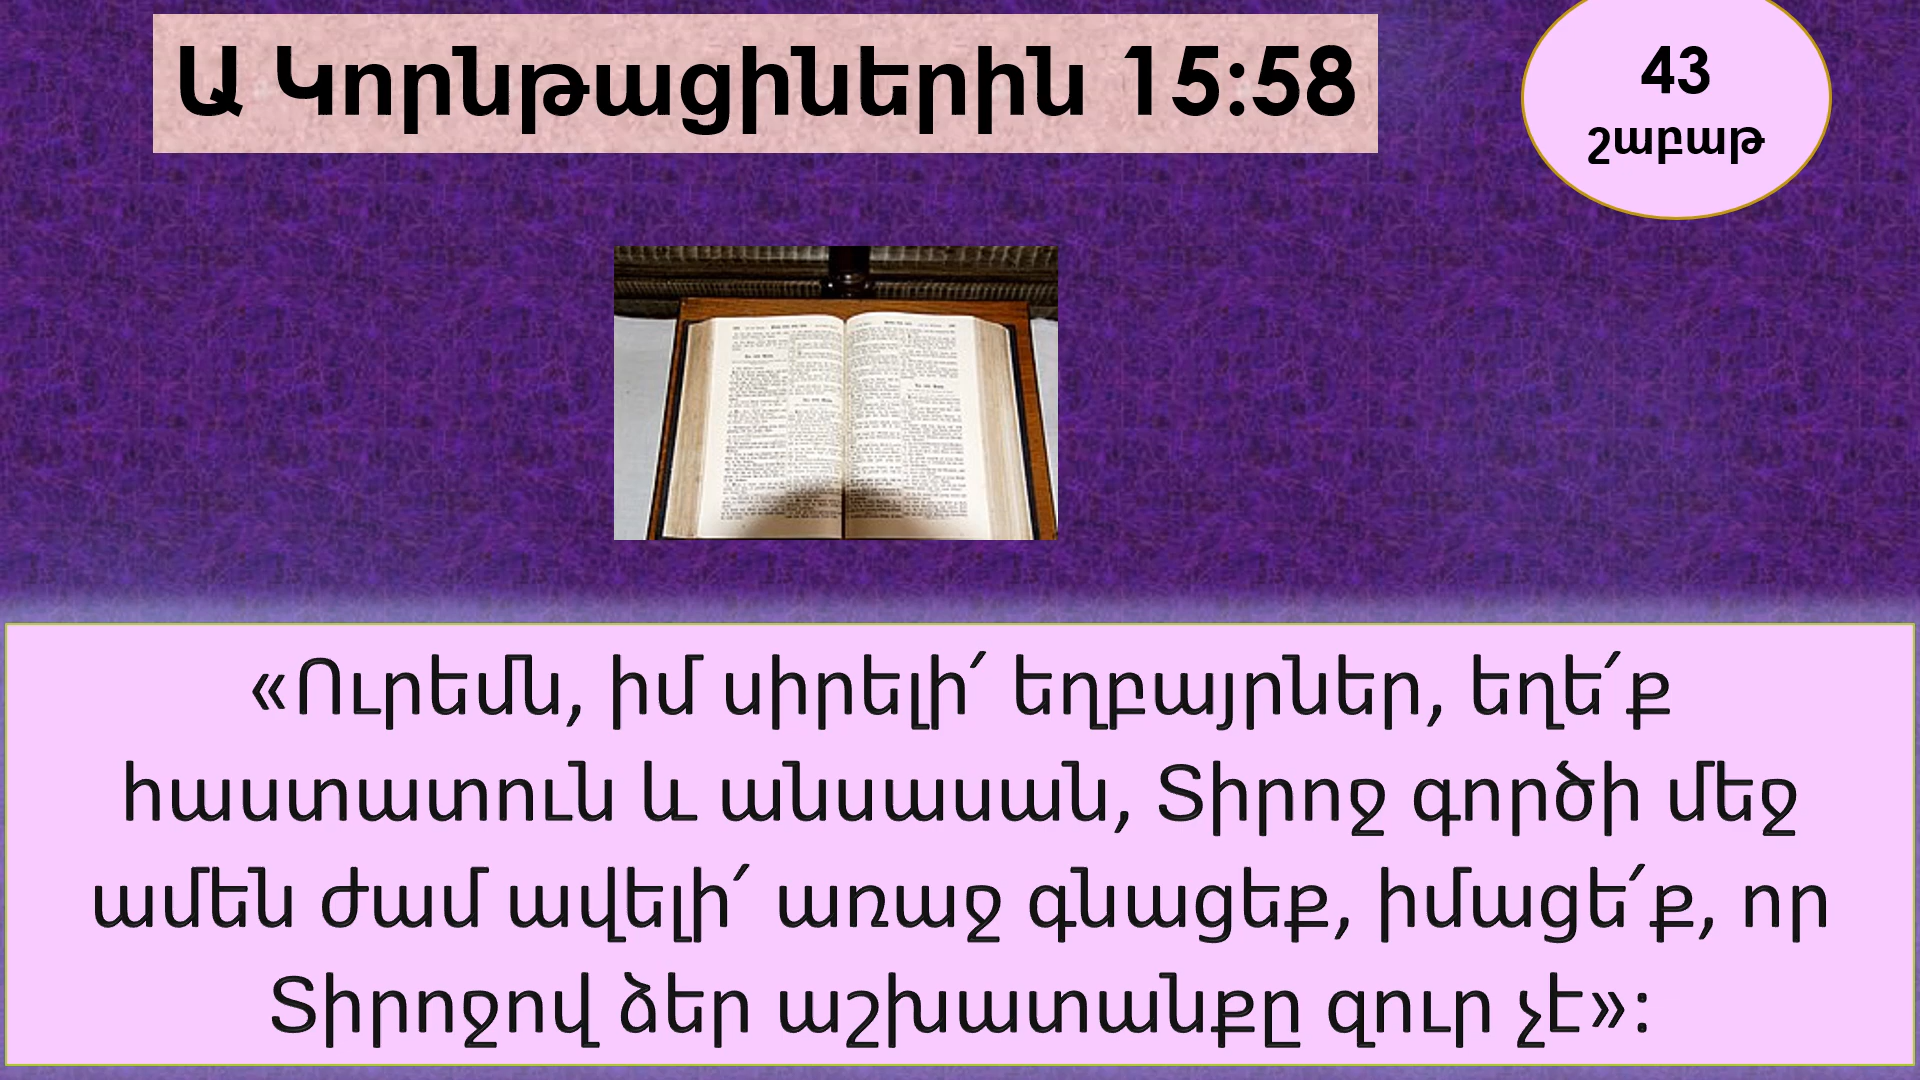 Ա Կորնթացիներին 15:58
43
շաբաթ
«Ուրեմն, իմ սիրելի՛ եղբայրներ, եղե՛ք
հաստատուն և անսասան, Տիրոջ գործի մեջ
ամեն ժամ ավելի՛ առաջ գնացեք, իմացե՛ք, որ
Տիրոջով ձեր աշխատանքը զուր չէ»: